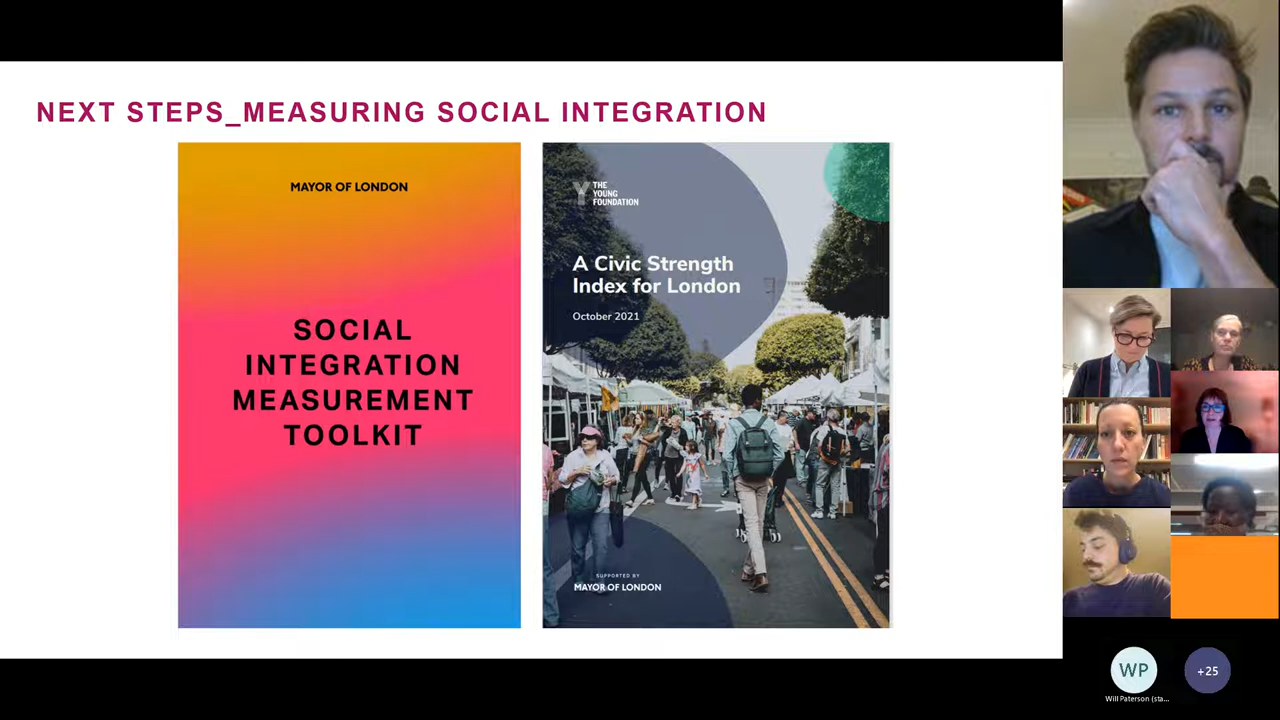 NEXT STEPS_MEASURING SOCIAL INTEGRATION
MAYOR OF LONDON
SOCIAL
INTEGRATION
MEASUREMENT
TOOLKIT
THE
YOUNG
FOUNDATION
A Civic Strength
Index for London
October 2021
SUPPORTED BY
MAYOR OF LONDON
WP
+25
Will Paterson (sta...